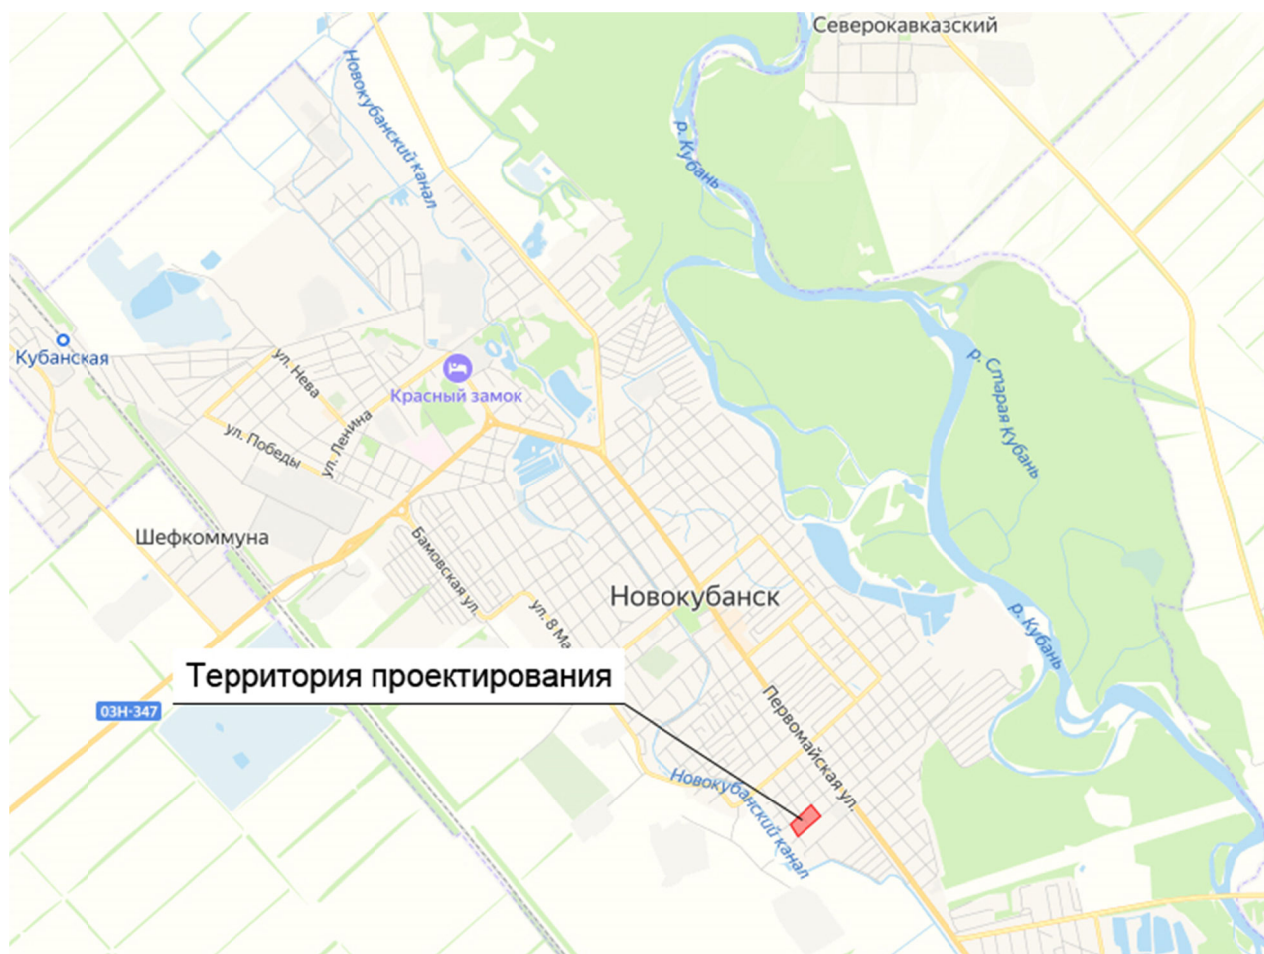 Северокавказский
Новокубанский канал
р. Кубань
Кубанская
ул. Нева
Красный замок
р. Старая Кубань
ул. Победы
ул. Ленина
Шефкоммуна
Бамовская ул.
Новокубанск
ул. 8 Ма
р. Кубань
Территория проектирования
03Н-347
Первомайская ул.
Новокубанский канал